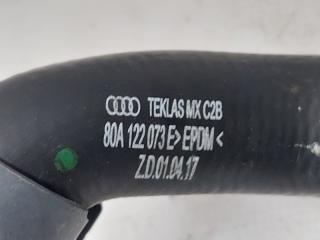 TEKLAS MX C2B
80A 122 073 E >EPDM<
Z.D.01.04.17